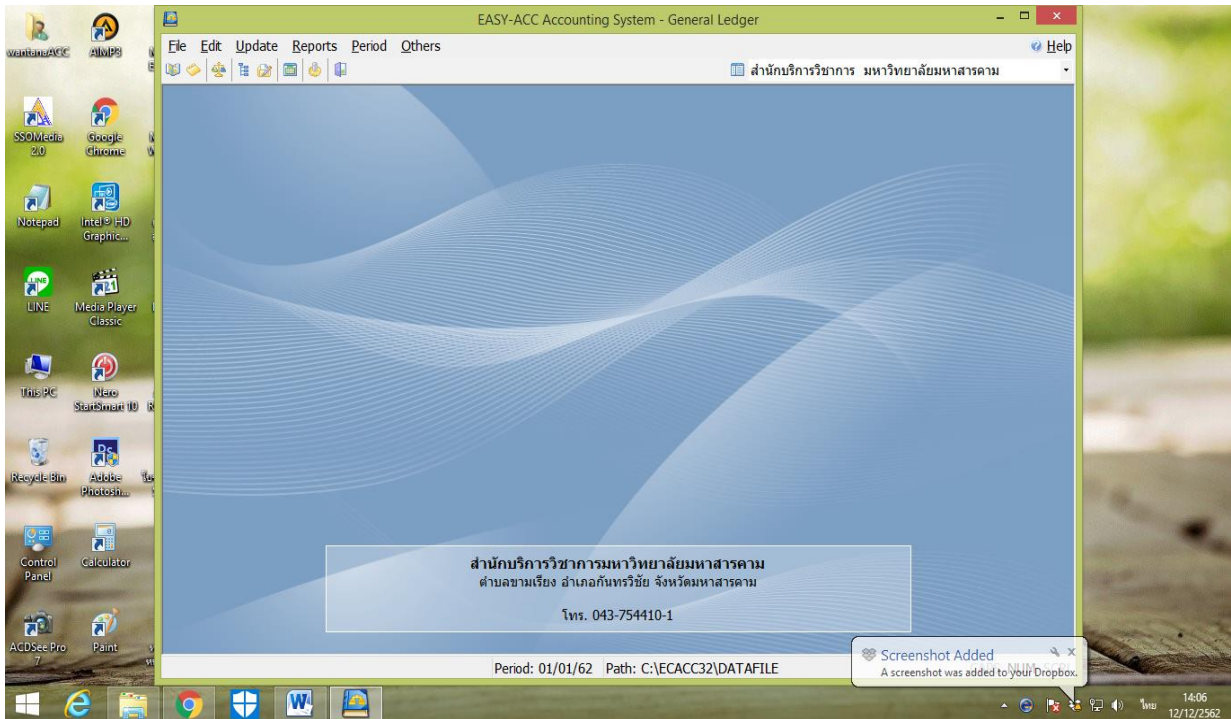 EASY-ACC Accounting System - General Ledger
File Edit Update Reports Period Others
Help
สำนักบริการวิชาการ มหาวิทยาลัยมหาสารคาม
wantanaACC
AIMP3
SSOMedia 2.0
Google Chrome
Notepad
Intel® HD Graphic...
LINE
Media Player Classic
This PC
Nero StartSmart 10
Recycle Bin
Adobe Photosh...
Control Panel
Calculator
ACDSee Pro 7
Paint
สำนักบริการวิชาการมหาวิทยาลัยมหาสารคาม
ตำบลขามเรียง อำเภอกันทรวิชัย จังหวัดมหาสารคาม
โทร. 043-754410-1
Period: 01/01/62 Path: C:\ECACC32\DATAFILE
Screenshot Added
A screenshot was added to your Dropbox.
ไทย
14:06
12/12/2562